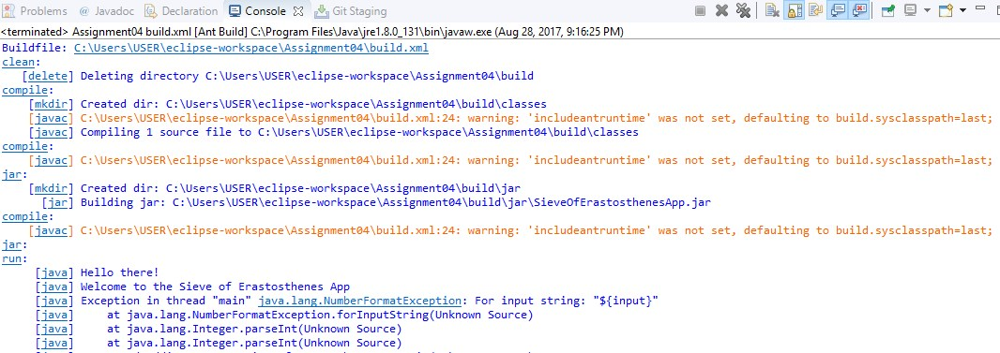 Problems @ Javadoc Declaration Console Git Staging
<terminated> Assignment04 build.xml [Ant Build] C:\Program Files\Java\jre1.8.0_131\bin\javaw.exe (Aug 28, 2017, 9:16:25 PM)
Buildfile: C:\Users\USER\eclipse-workspace\Assignment04\build.xml
clean:
[delete] Deleting directory C:\Users\USER\eclipse-workspace\Assignment04\build
compile:
[mkdir] Created dir: C:\Users\USER\eclipse-workspace\Assignment04\build\classes
[javac] C:\Users\USER\eclipse-workspace\Assignment04\build.xml:24: warning: 'includeantruntime' was not set, defaulting to build.sysclasspath=last;
[javac] Compiling 1 source file to C:\Users\USER\eclipse-workspace\Assignment04\build\classes
compile:
[javac] C:\Users\USER\eclipse-workspace\Assignment04\build.xml:24: warning: 'includeantruntime' was not set, defaulting to build.sysclasspath=last;
jar:
[mkdir] Created dir: C:\Users\USER\eclipse-workspace\Assignment04\build\jar
[jar] Building jar: C:\Users\USER\eclipse-workspace\Assignment04\build\jar\SieveOfErastosthenesApp.jar
compile:
[javac] C:\Users\USER\eclipse-workspace\Assignment04\build.xml:24: warning: 'includeantruntime' was not set, defaulting to build.sysclasspath=last;
jar:
run:
[java] Hello there!
[java] Welcome to the Sieve of Erastosthenes App
[java] Exception in thread "main" java.lang.NumberFormatException: For input string: "${input}"
[java] at java.lang.NumberFormatException.forInputString(Unknown Source)
[java] at java.lang.Integer.parseInt(Unknown Source)
[java] at java.lang.Integer.parseInt(Unknown Source)